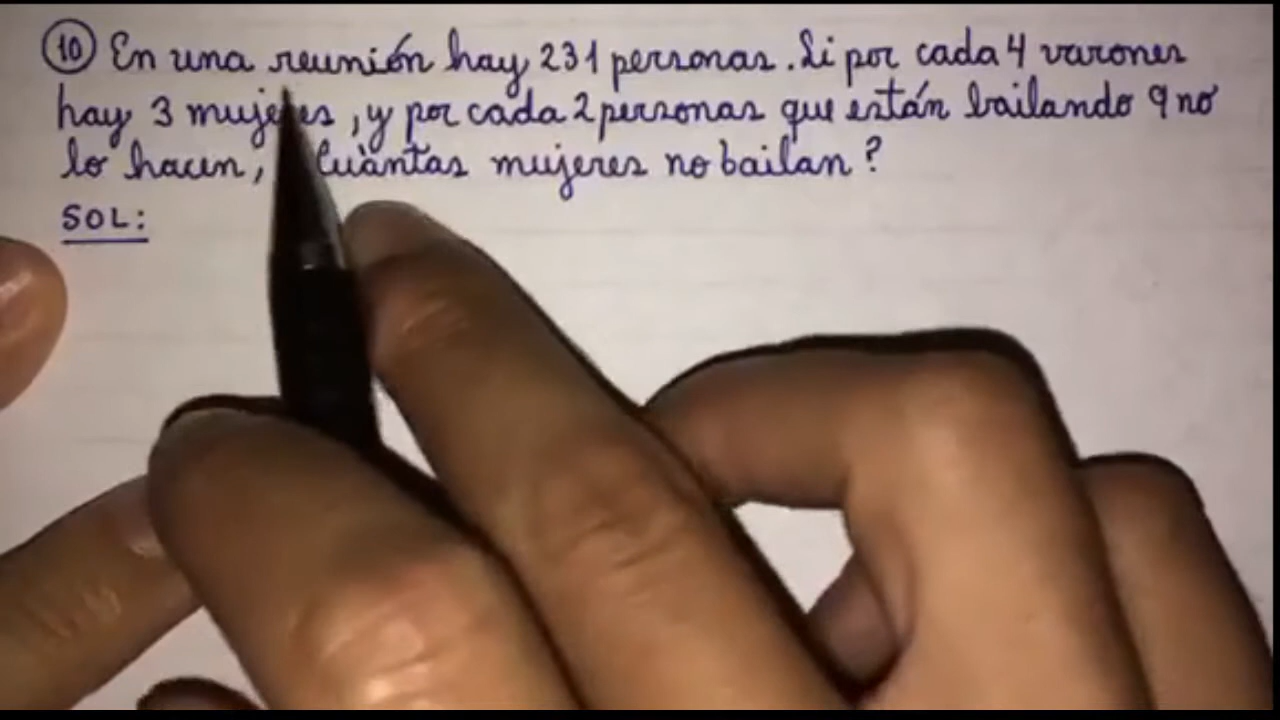 10 En una reunión hay 231 personas. Si por cada 4 varones
hay 3 mujeres, y por cada 2 personas que están bailando 9 no
lo hacen, cuàntas mujeres no bailan?
SOL: